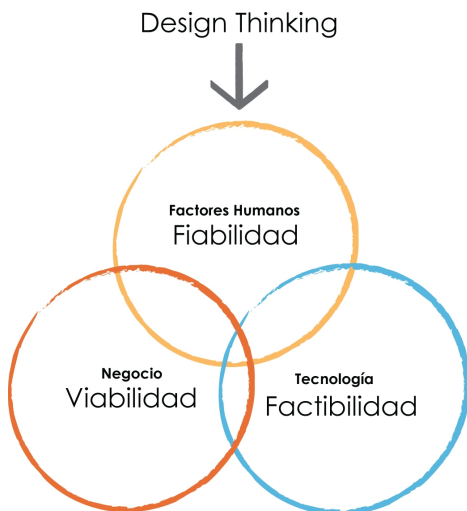 Design Thinking
Factores Humanos
Fiabilidad
Negocio
Viabilidad
Tecnología
Factibilidad